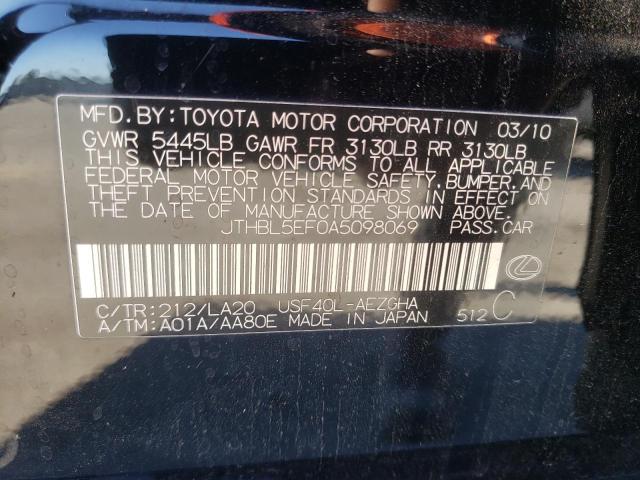 MFD.BY:TOYOTA MOTOR CORPORATION 03/10
GVWR 5445LB GAWR FR 3130LB RR 3130LB
THIS VEHICLE CONFORMS TO ALL APPLICABLE
FEDERAL MOTOR VEHICLE SAFETY,BUMPER,AND
THEFT PREVENTION STANDARDS IN EFFECT ON
THE DATE OF MANUFACTURE SHOWN ABOVE.
JTHBL5EF0A5098069 PASS.CAR
C/TR:212/LA20 USF40L-AEZGHA
A/TM:A01A/AA80E MADE IN JAPAN 512 C